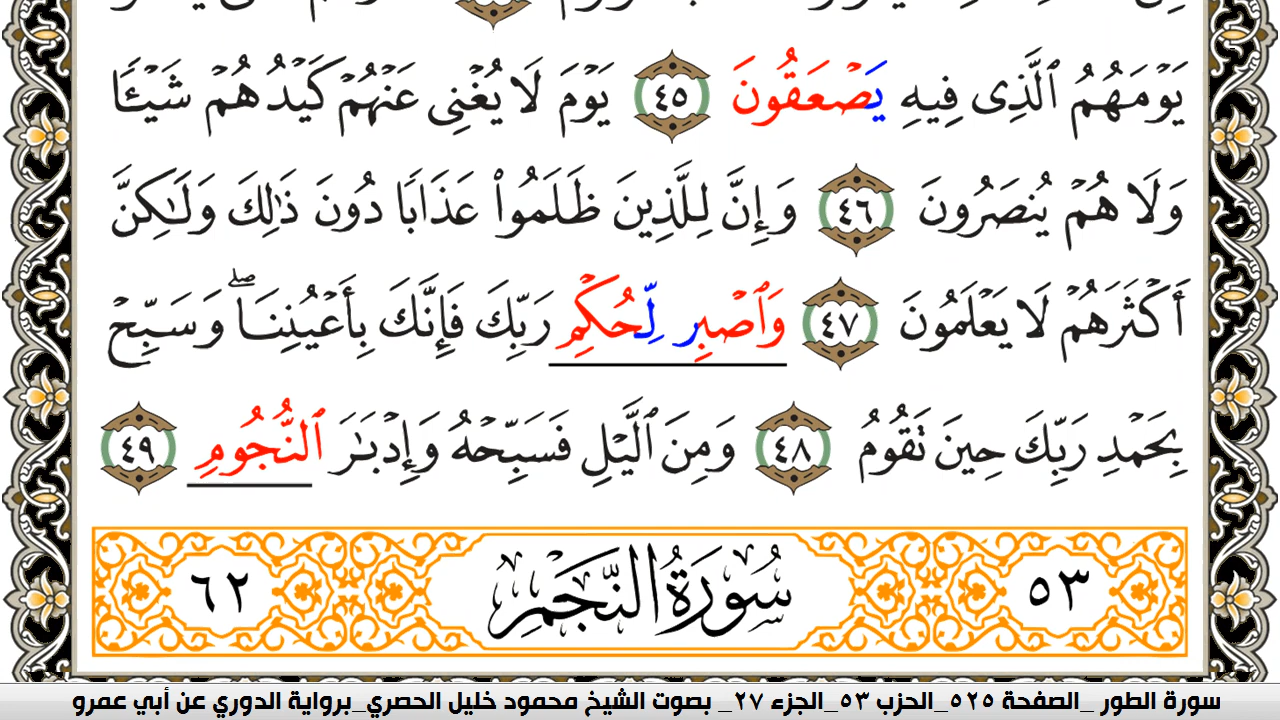 يَوْمَهُمُ ٱلَّذِى فِيهِ يَصْعَقُونَ ٤٥ يَوْمَ لَا يُغْنِى عَنْهُمْ كَيْدُهُمْ شَيْـًٔا
وَلَا هُمْ يُنصَرُونَ ٤٦ وَإِنَّ لِلَّذِينَ ظَلَمُوا۟ عَذَابًا دُونَ ذَٰلِكَ وَلَـٰكِنَّ
أَكْثَرَهُمْ لَا يَعْلَمُونَ ٤٧ وَٱصْبِر لِّحُكْمِ رَبِّكَ فَإِنَّكَ بِأَعْيُنِنَا ۖ وَسَبِّحْ
بِحَمْدِ رَبِّكَ حِينَ تَقُومُ ٤٨ وَمِنَ ٱلَّيْلِ فَسَبِّحْهُ وَإِدْبَـٰرَ ٱلنُّجُومِ ٤٩
٥٣ سُورَةُ النَّجْمِ ٦٢
سورة الطور _الصفحة ٥٢٥_الحزب ٥٣_الجزء ٢٧_ بصوت الشيخ محمود خليل الحصري_برواية الدوري عن أبي عمرو